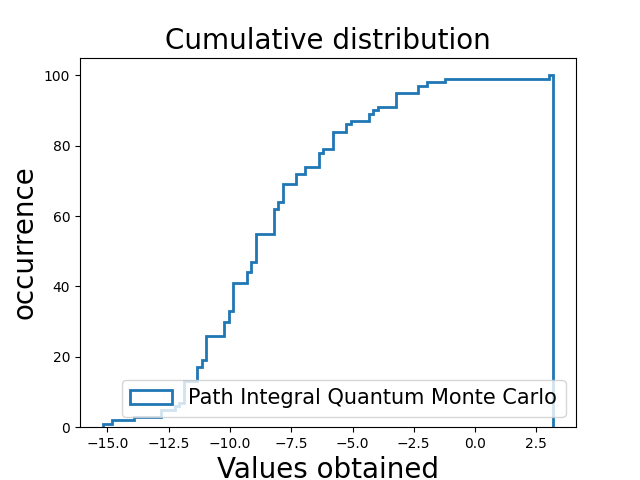 Cumulative distribution
100
80
60
40
20
0
occurrence
Path Integral Quantum Monte Carlo
−15.0 −12.5 −10.0 −7.5 −5.0 −2.5 0.0 2.5
Values obtained